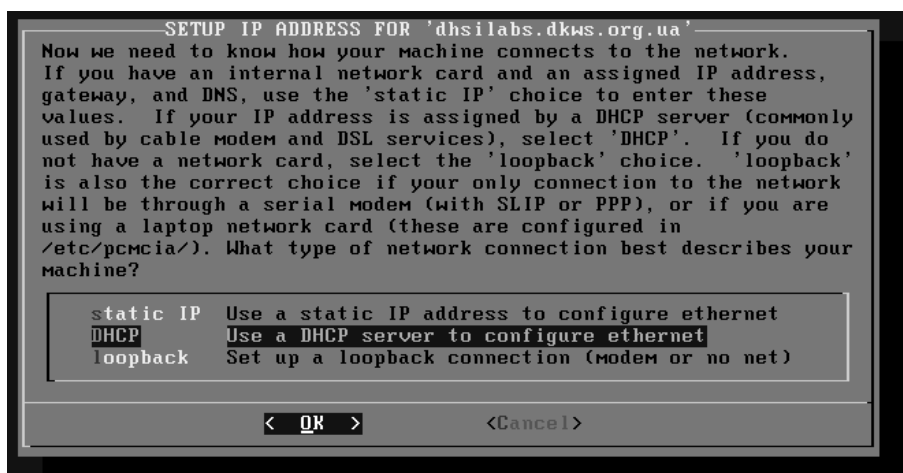 SETUP IP ADDRESS FOR 'dhsilabs.dkws.org.ua'
Now we need to know how your machine connects to the network.
If you have an internal network card and an assigned IP address,
gateway, and DNS, use the 'static IP' choice to enter these
values.  If your IP address is assigned by a DHCP server (commonly
used by cable modem and DSL services), select 'DHCP'.  If you do
not have a network card, select the 'loopback' choice.  'loopback'
is also the correct choice if your only connection to the network
will be through a serial modem (with SLIP or PPP), or if you are
using a laptop network card (these are configured in
/etc/pcmcia/). What type of network connection best describes your
machine?
static IP  Use a static IP address to configure ethernet
DHCP       Use a DHCP server to configure ethernet
loopback   Set up a loopback connection (modem or no net)
<  OK  >          <Cancel>